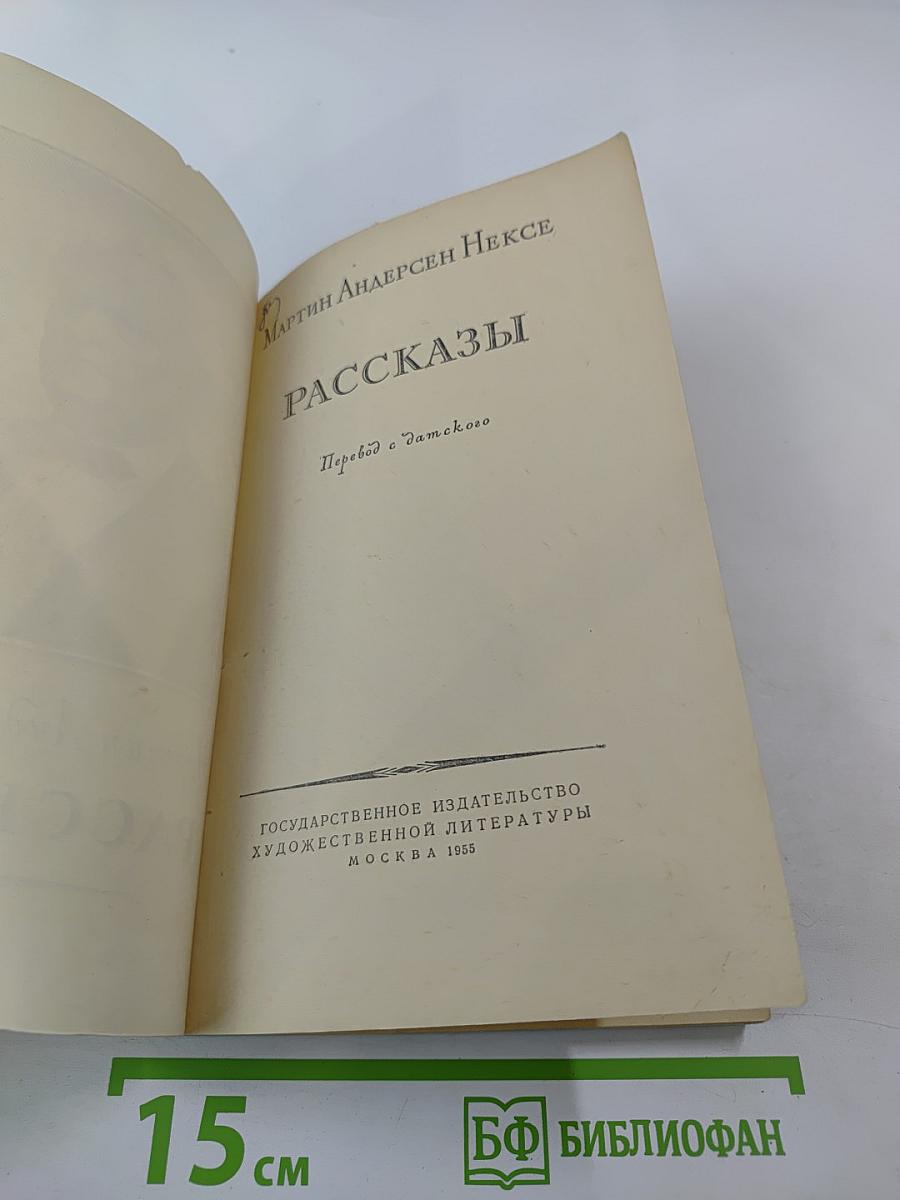 Мартин Андерсен Нексе
РАССКАЗЫ
Перевод с датского
ГОСУДАРСТВЕННОЕ ИЗДАТЕЛЬСТВО
ХУДОЖЕСТВЕННОЙ ЛИТЕРАТУРЫ
МОСКВА 1955
15 см
БФ БИБЛИОФАН